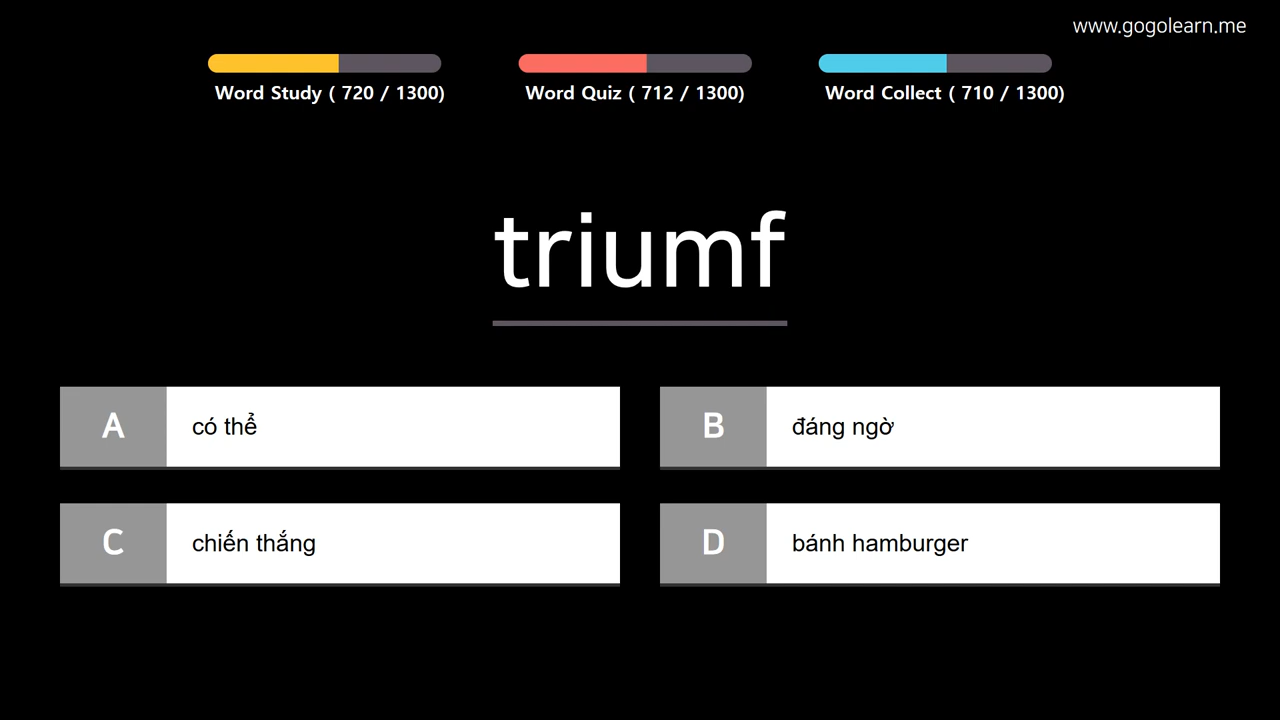 www.gogolearn.me
Word Study ( 720 / 1300)
Word Quiz ( 712 / 1300)
Word Collect ( 710 / 1300)
triumf
A có thể
B đáng ngờ
C chiến thắng
D bánh hamburger